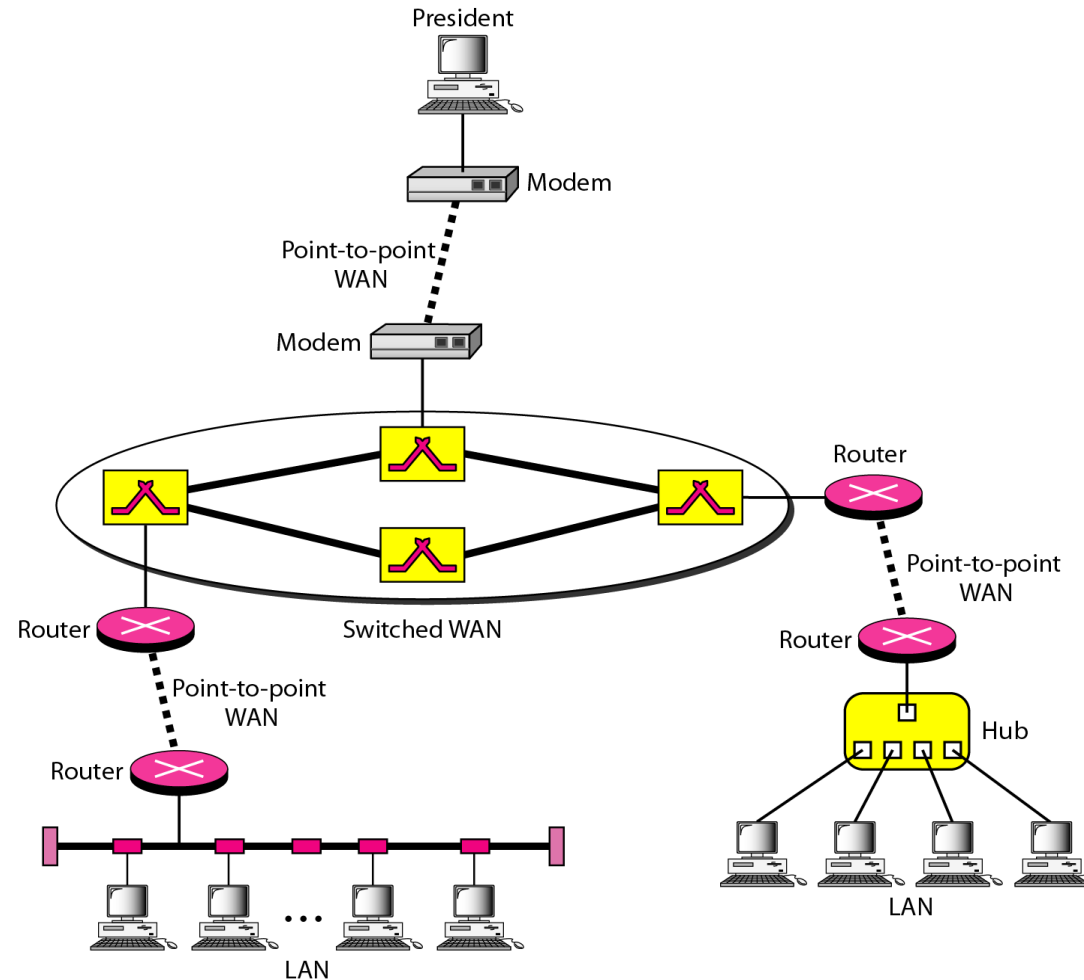 President
Modem
Point-to-point
WAN
Modem
Router
Point-to-point
WAN
Router
Switched WAN
Router
Point-to-point
WAN
Router
Hub
...
LAN
LAN